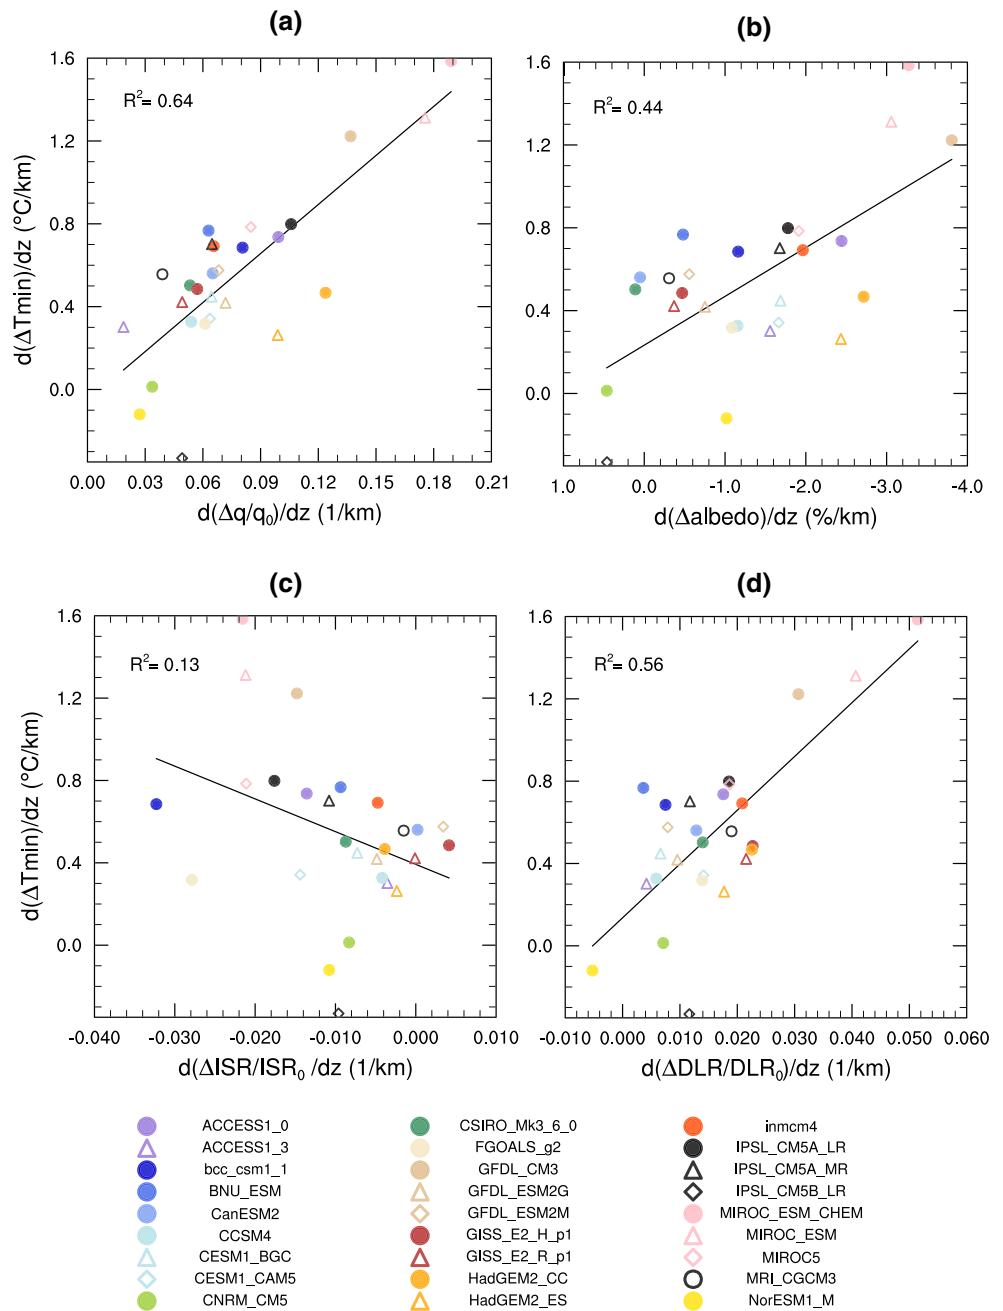 (a)
R²= 0.64
d(ΔTmin)/dz (°C/km)
1.6
1.2
0.8
0.4
0.0
0.00 0.03 0.06 0.09 0.12 0.15 0.18 0.21
d(Δq/q₀)/dz (1/km)
(b)
R²= 0.44
1.6
1.2
0.8
0.4
0.0
1.0 0.0 -1.0 -2.0 -3.0 -4.0
d(Δalbedo)/dz (%/km)
(c)
R²= 0.13
d(ΔTmin)/dz (°C/km)
1.6
1.2
0.8
0.4
0.0
-0.040 -0.030 -0.020 -0.010 0.000 0.010
d(ΔISR/ISR₀ /dz (1/km)
(d)
R²= 0.56
1.6
1.2
0.8
0.4
0.0
-0.010 0.000 0.010 0.020 0.030 0.040 0.050 0.060
d(ΔDLR/DLR₀)/dz (1/km)
ACCESS1_0
ACCESS1_3
bcc_csm1_1
BNU_ESM
CanESM2
CCSM4
CESM1_BGC
CESM1_CAM5
CNRM_CM5
CSIRO_Mk3_6_0
FGOALS_g2
GFDL_CM3
GFDL_ESM2G
GFDL_ESM2M
GISS_E2_H_p1
GISS_E2_R_p1
HadGEM2_CC
HadGEM2_ES
inmcm4
IPSL_CM5A_LR
IPSL_CM5A_MR
IPSL_CM5B_LR
MIROC_ESM_CHEM
MIROC_ESM
MIROC5
MRI_CGCM3
NorESM1_M